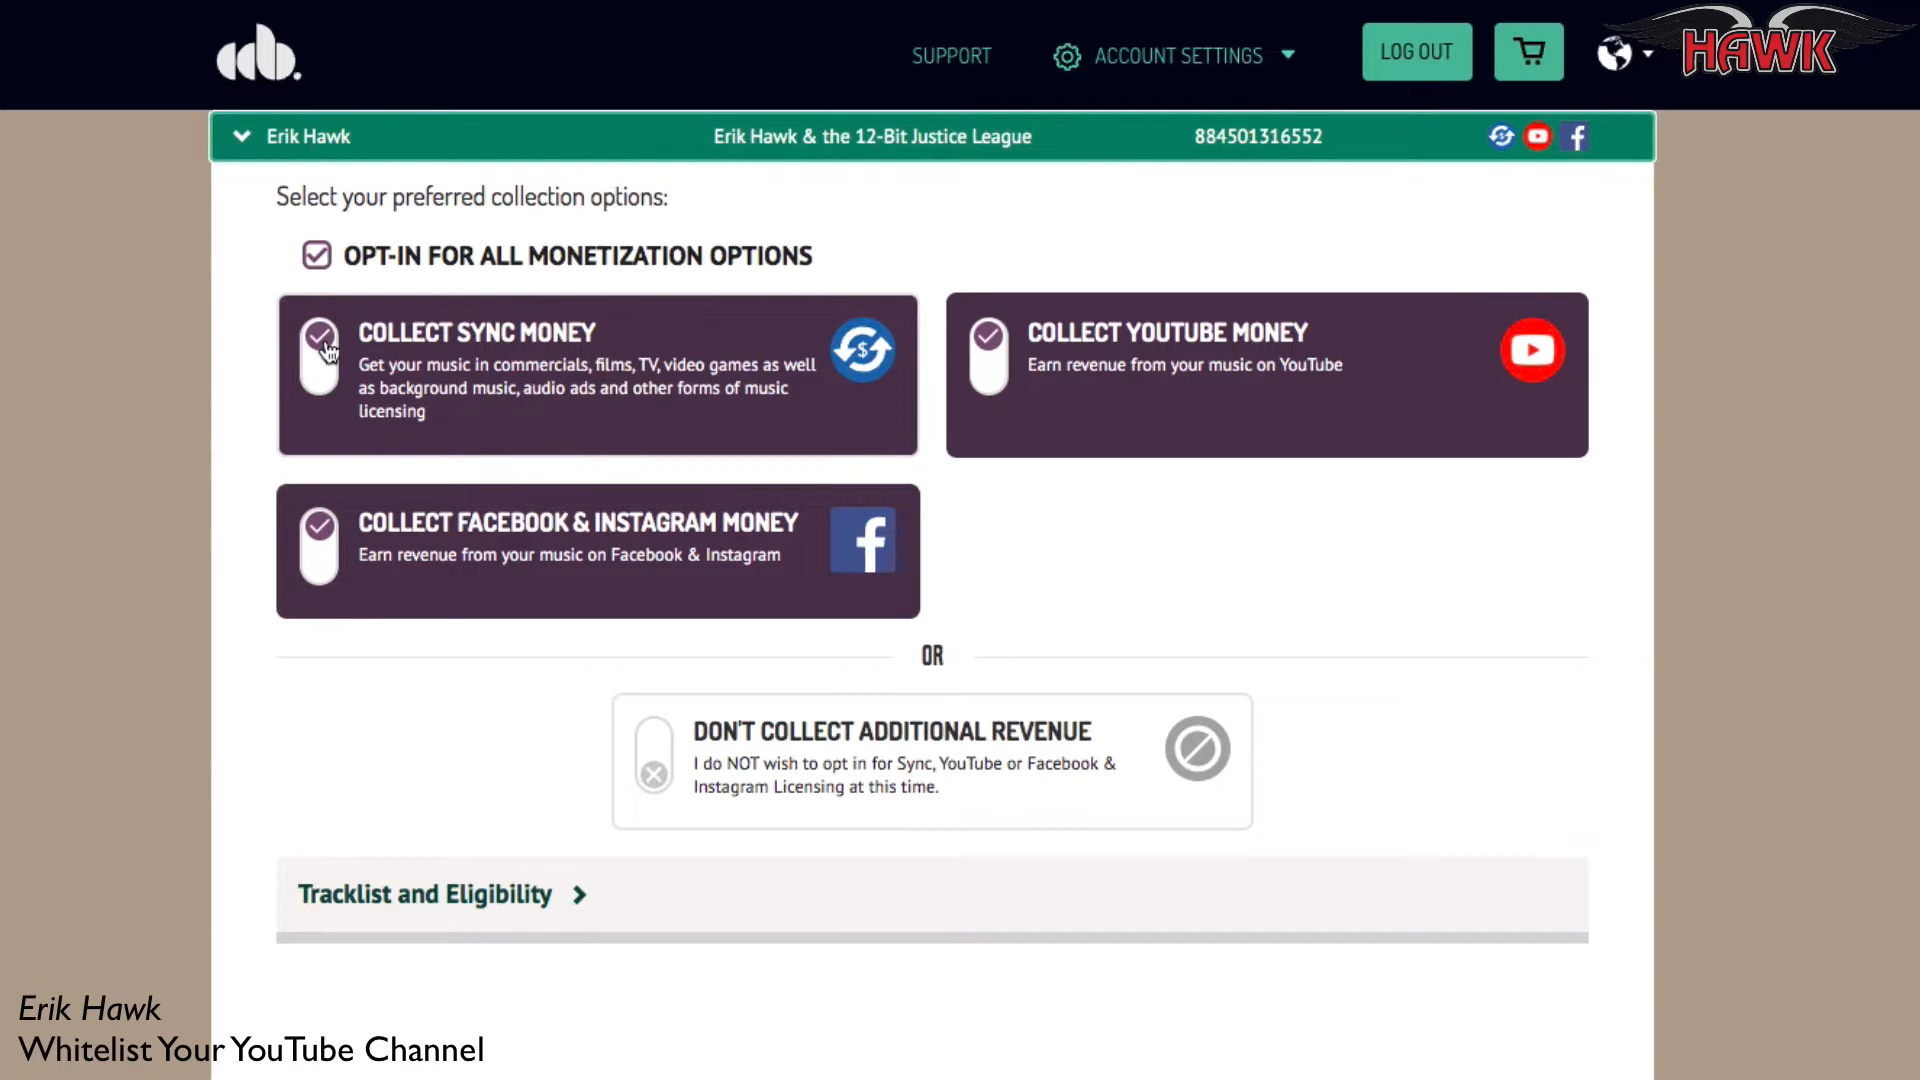 cdb.
SUPPORT
ACCOUNT SETTINGS
LOG OUT
HAWK
Erik Hawk
Erik Hawk & the 12-Bit Justice League
884501316552
Select your preferred collection options:
OPT-IN FOR ALL MONETIZATION OPTIONS
COLLECT SYNC MONEY
Get your music in commercials, films, TV, video games as well
as background music, audio ads and other forms of music
licensing
COLLECT YOUTUBE MONEY
Earn revenue from your music on YouTube
COLLECT FACEBOOK & INSTAGRAM MONEY
Earn revenue from your music on Facebook & Instagram
OR
DON'T COLLECT ADDITIONAL REVENUE
I do NOT wish to opt in for Sync, YouTube or Facebook &
Instagram Licensing at this time.
Tracklist and Eligibility
Erik Hawk
Whitelist Your YouTube Channel